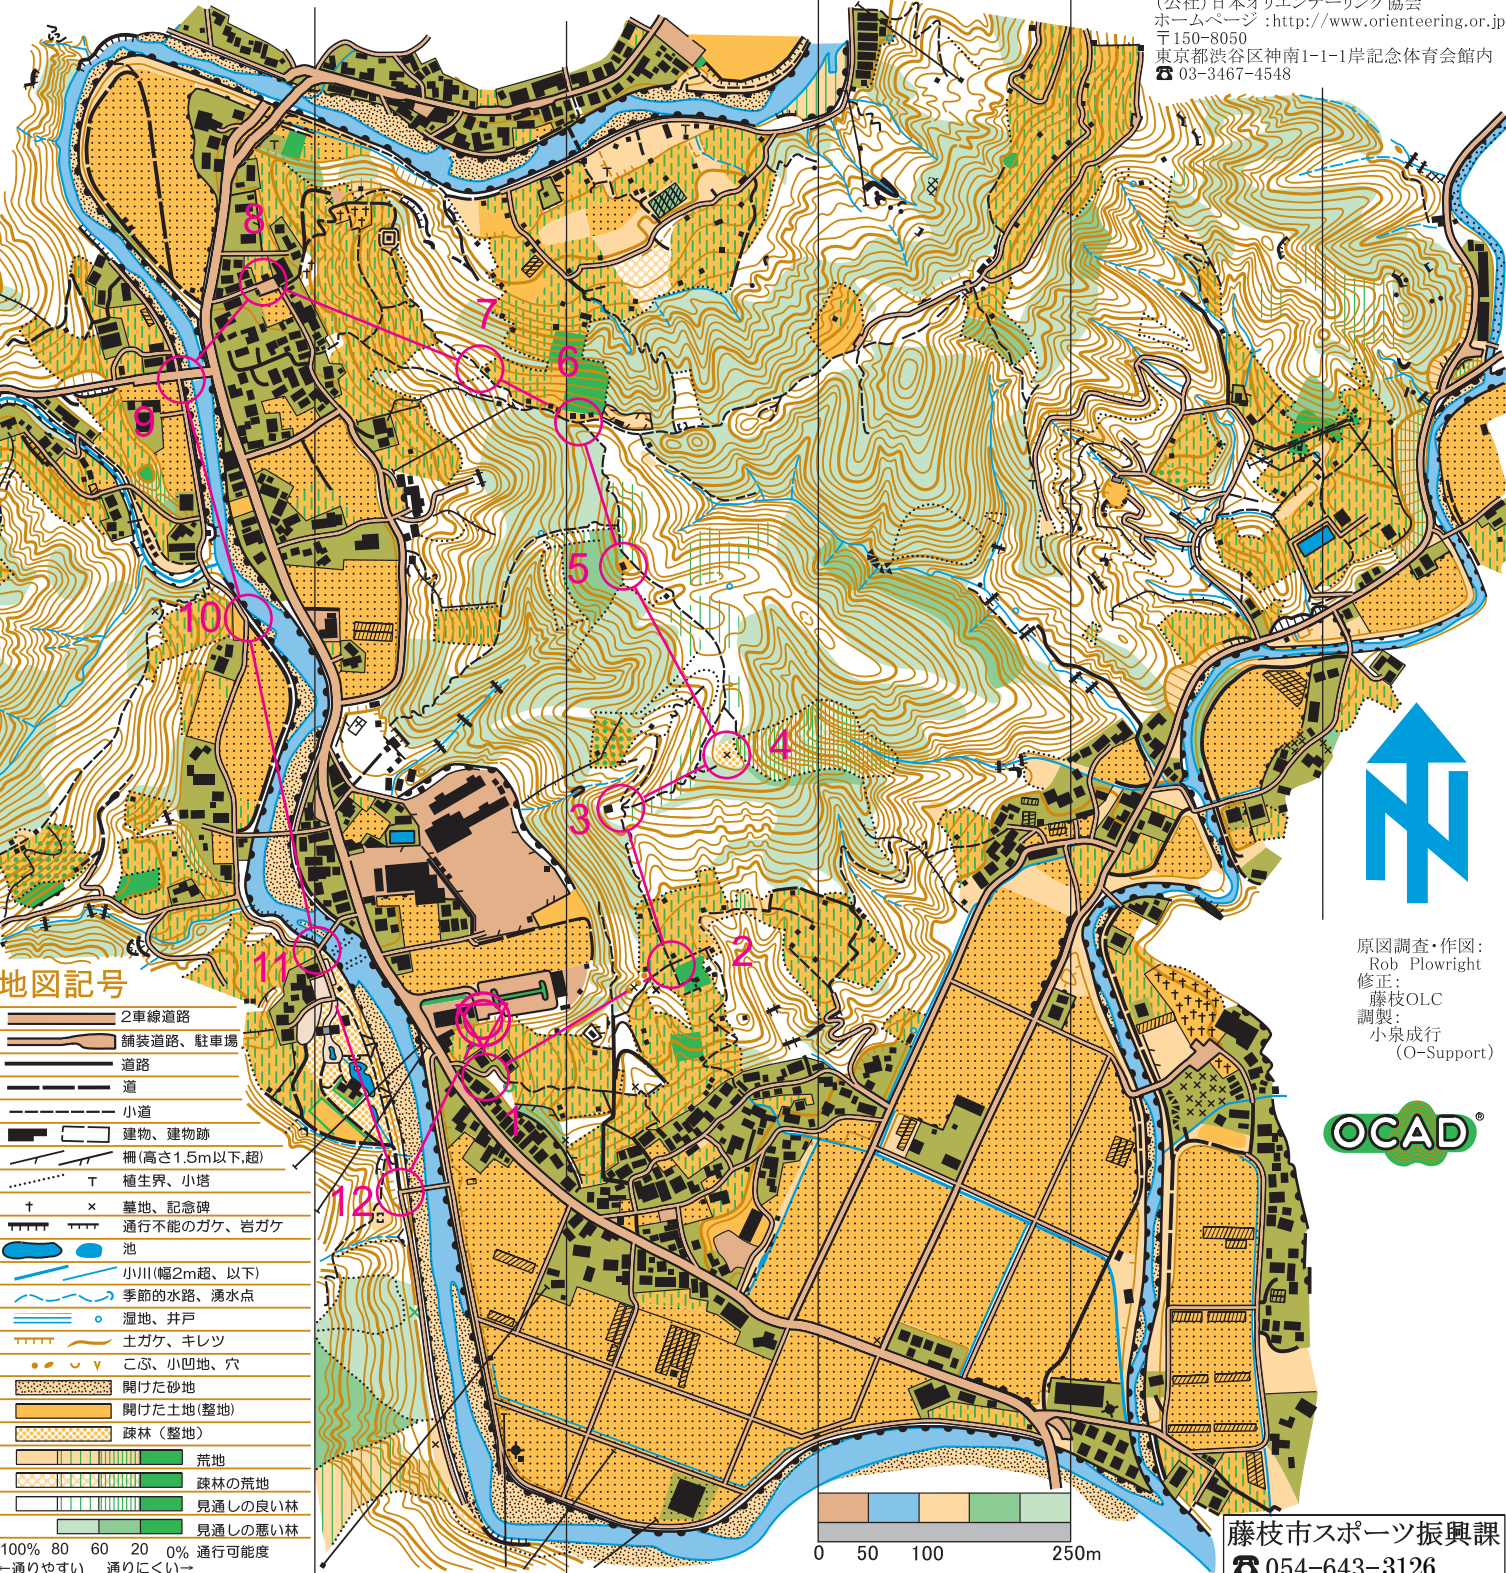 (公社)日本オリエンテーリング協会
ホームページ:http://www.orienteering.or.jp
〒150-8050
東京都渋谷区神南1-1-1岸記念体育会館内
☎ 03-3467-4548
8
7
6
9
5
10
4
3
2
11
1
12
原図調査・作図:
Rob Plowright
修正:
藤枝OLC
調製:
小泉成行
(O-Support)
OCAD®
地図記号
2車線道路
舗装道路、駐車場
道路
道
小道
建物、建物跡
柵(高さ1.5m以下,超)
植生界、小塔
墓地、記念碑
通行不能のガケ、岩ガケ
池
小川(幅2m超、以下)
季節的水路、湧水点
湿地、井戸
土ガケ、キレツ
こぶ、小凹地、穴
開けた砂地
開けた土地(整地)
疎林(整地)
荒地
疎林の荒地
見通しの良い林
見通しの悪い林
100% 80 60 20 0% 通行可能度
←通りやすい 通りにくい→
0 50 100 250m
藤枝市スポーツ振興課
☎ 054-643-3126